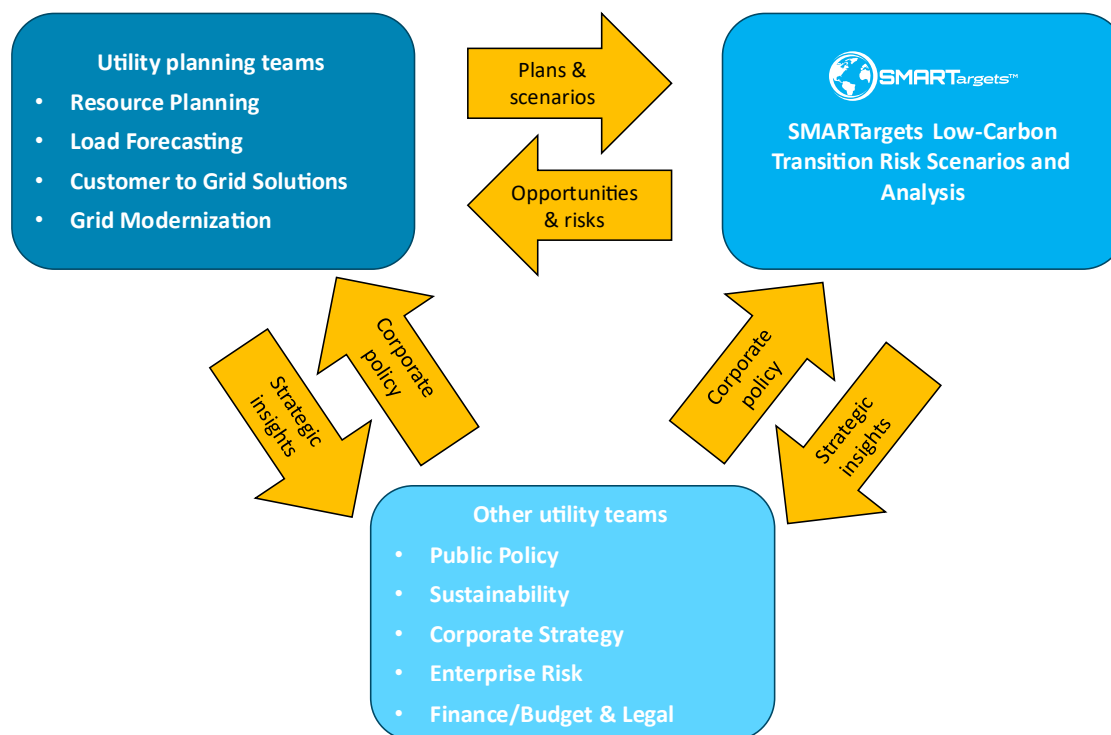 Utility planning teams
• Resource Planning
• Load Forecasting
• Customer to Grid Solutions
• Grid Modernization
Plans &
scenarios
Opportunities
& risks
SMARTargets™
SMARTargets Low-Carbon
Transition Risk Scenarios and
Analysis
Strategic
insights
Corporate
policy
Corporate
policy
Strategic
insights
Other utility teams
• Public Policy
• Sustainability
• Corporate Strategy
• Enterprise Risk
• Finance/Budget & Legal